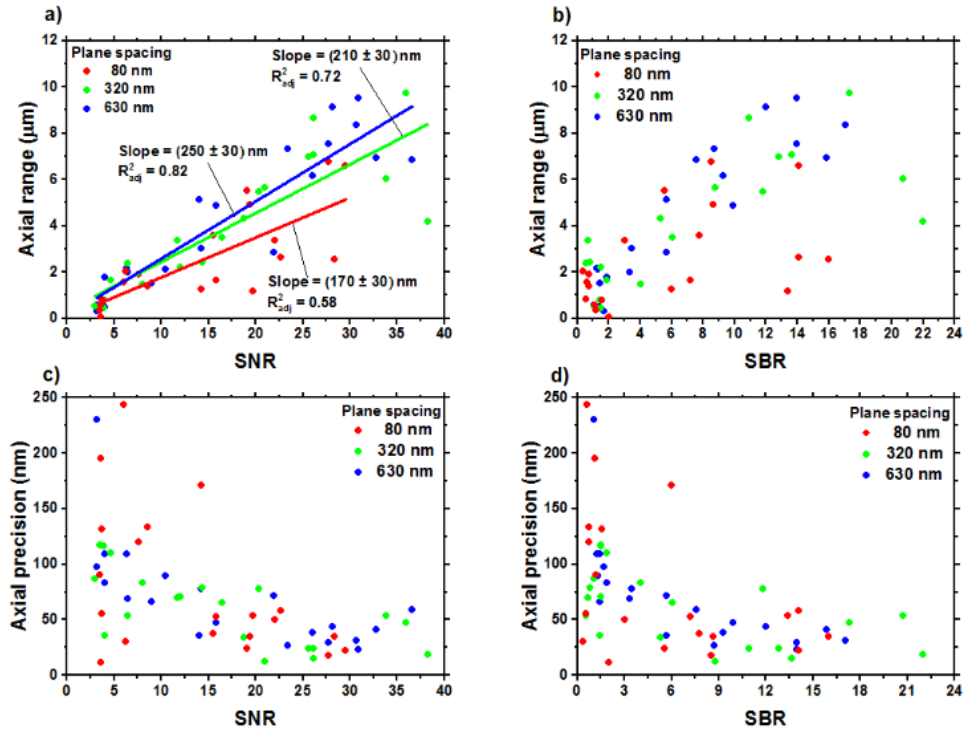 a)
12
10
8
6
4
2
0
Axial range (µm)
Plane spacing
80 nm
320 nm
630 nm
Slope = (210 ± 30) nm
R²adj = 0.72
Slope = (250 ± 30) nm
R²adj = 0.82
Slope = (170 ± 30) nm
R²adj = 0.58
0 5 10 15 20 25 30 35 40
SNR
b)
12
10
8
6
4
2
0
Axial range (µm)
Plane spacing
80 nm
320 nm
630 nm
0 2 4 6 8 10 12 14 16 18 20 22 24
SBR
c)
250
200
150
100
50
0
Axial precision (nm)
Plane spacing
80 nm
320 nm
630 nm
0 5 10 15 20 25 30 35 40
SNR
d)
250
200
150
100
50
0
Axial precision (nm)
Plane spacing
80 nm
320 nm
630 nm
0 3 6 9 12 15 18 21 24
SBR